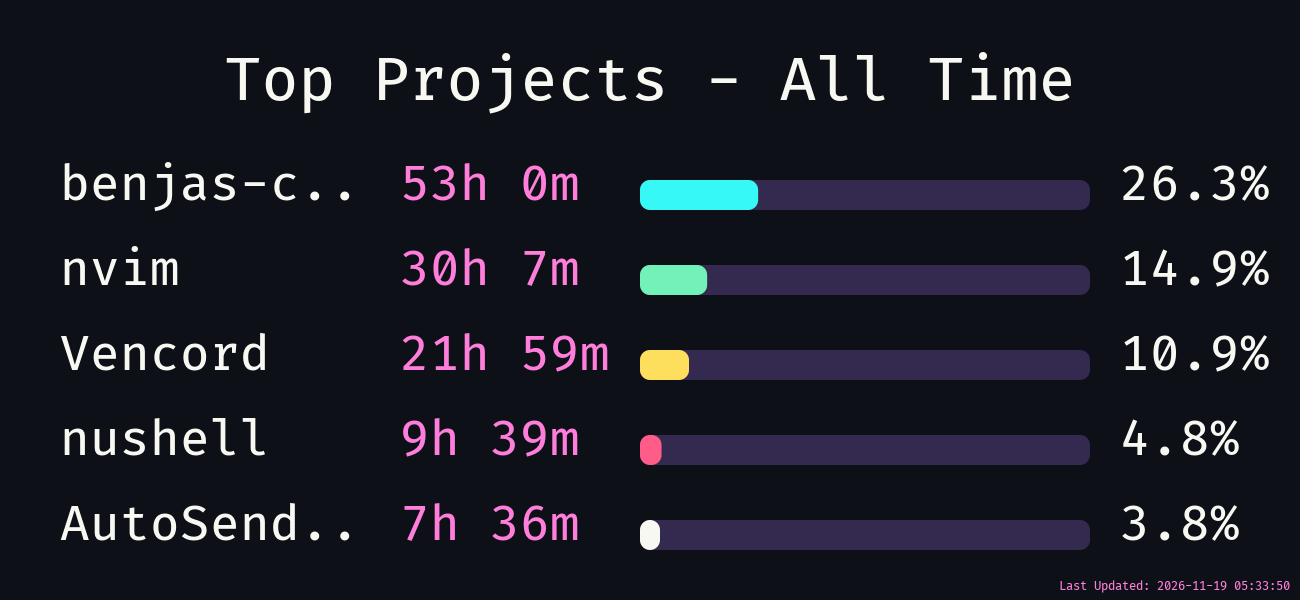 Top Projects - All Time
benjas-c.. 53h 0m 26.3%
nvim 30h 7m 14.9%
Vencord 21h 59m 10.9%
nushell 9h 39m 4.8%
AutoSend.. 7h 36m 3.8%
Last Updated: 2026-11-19 05:33:50